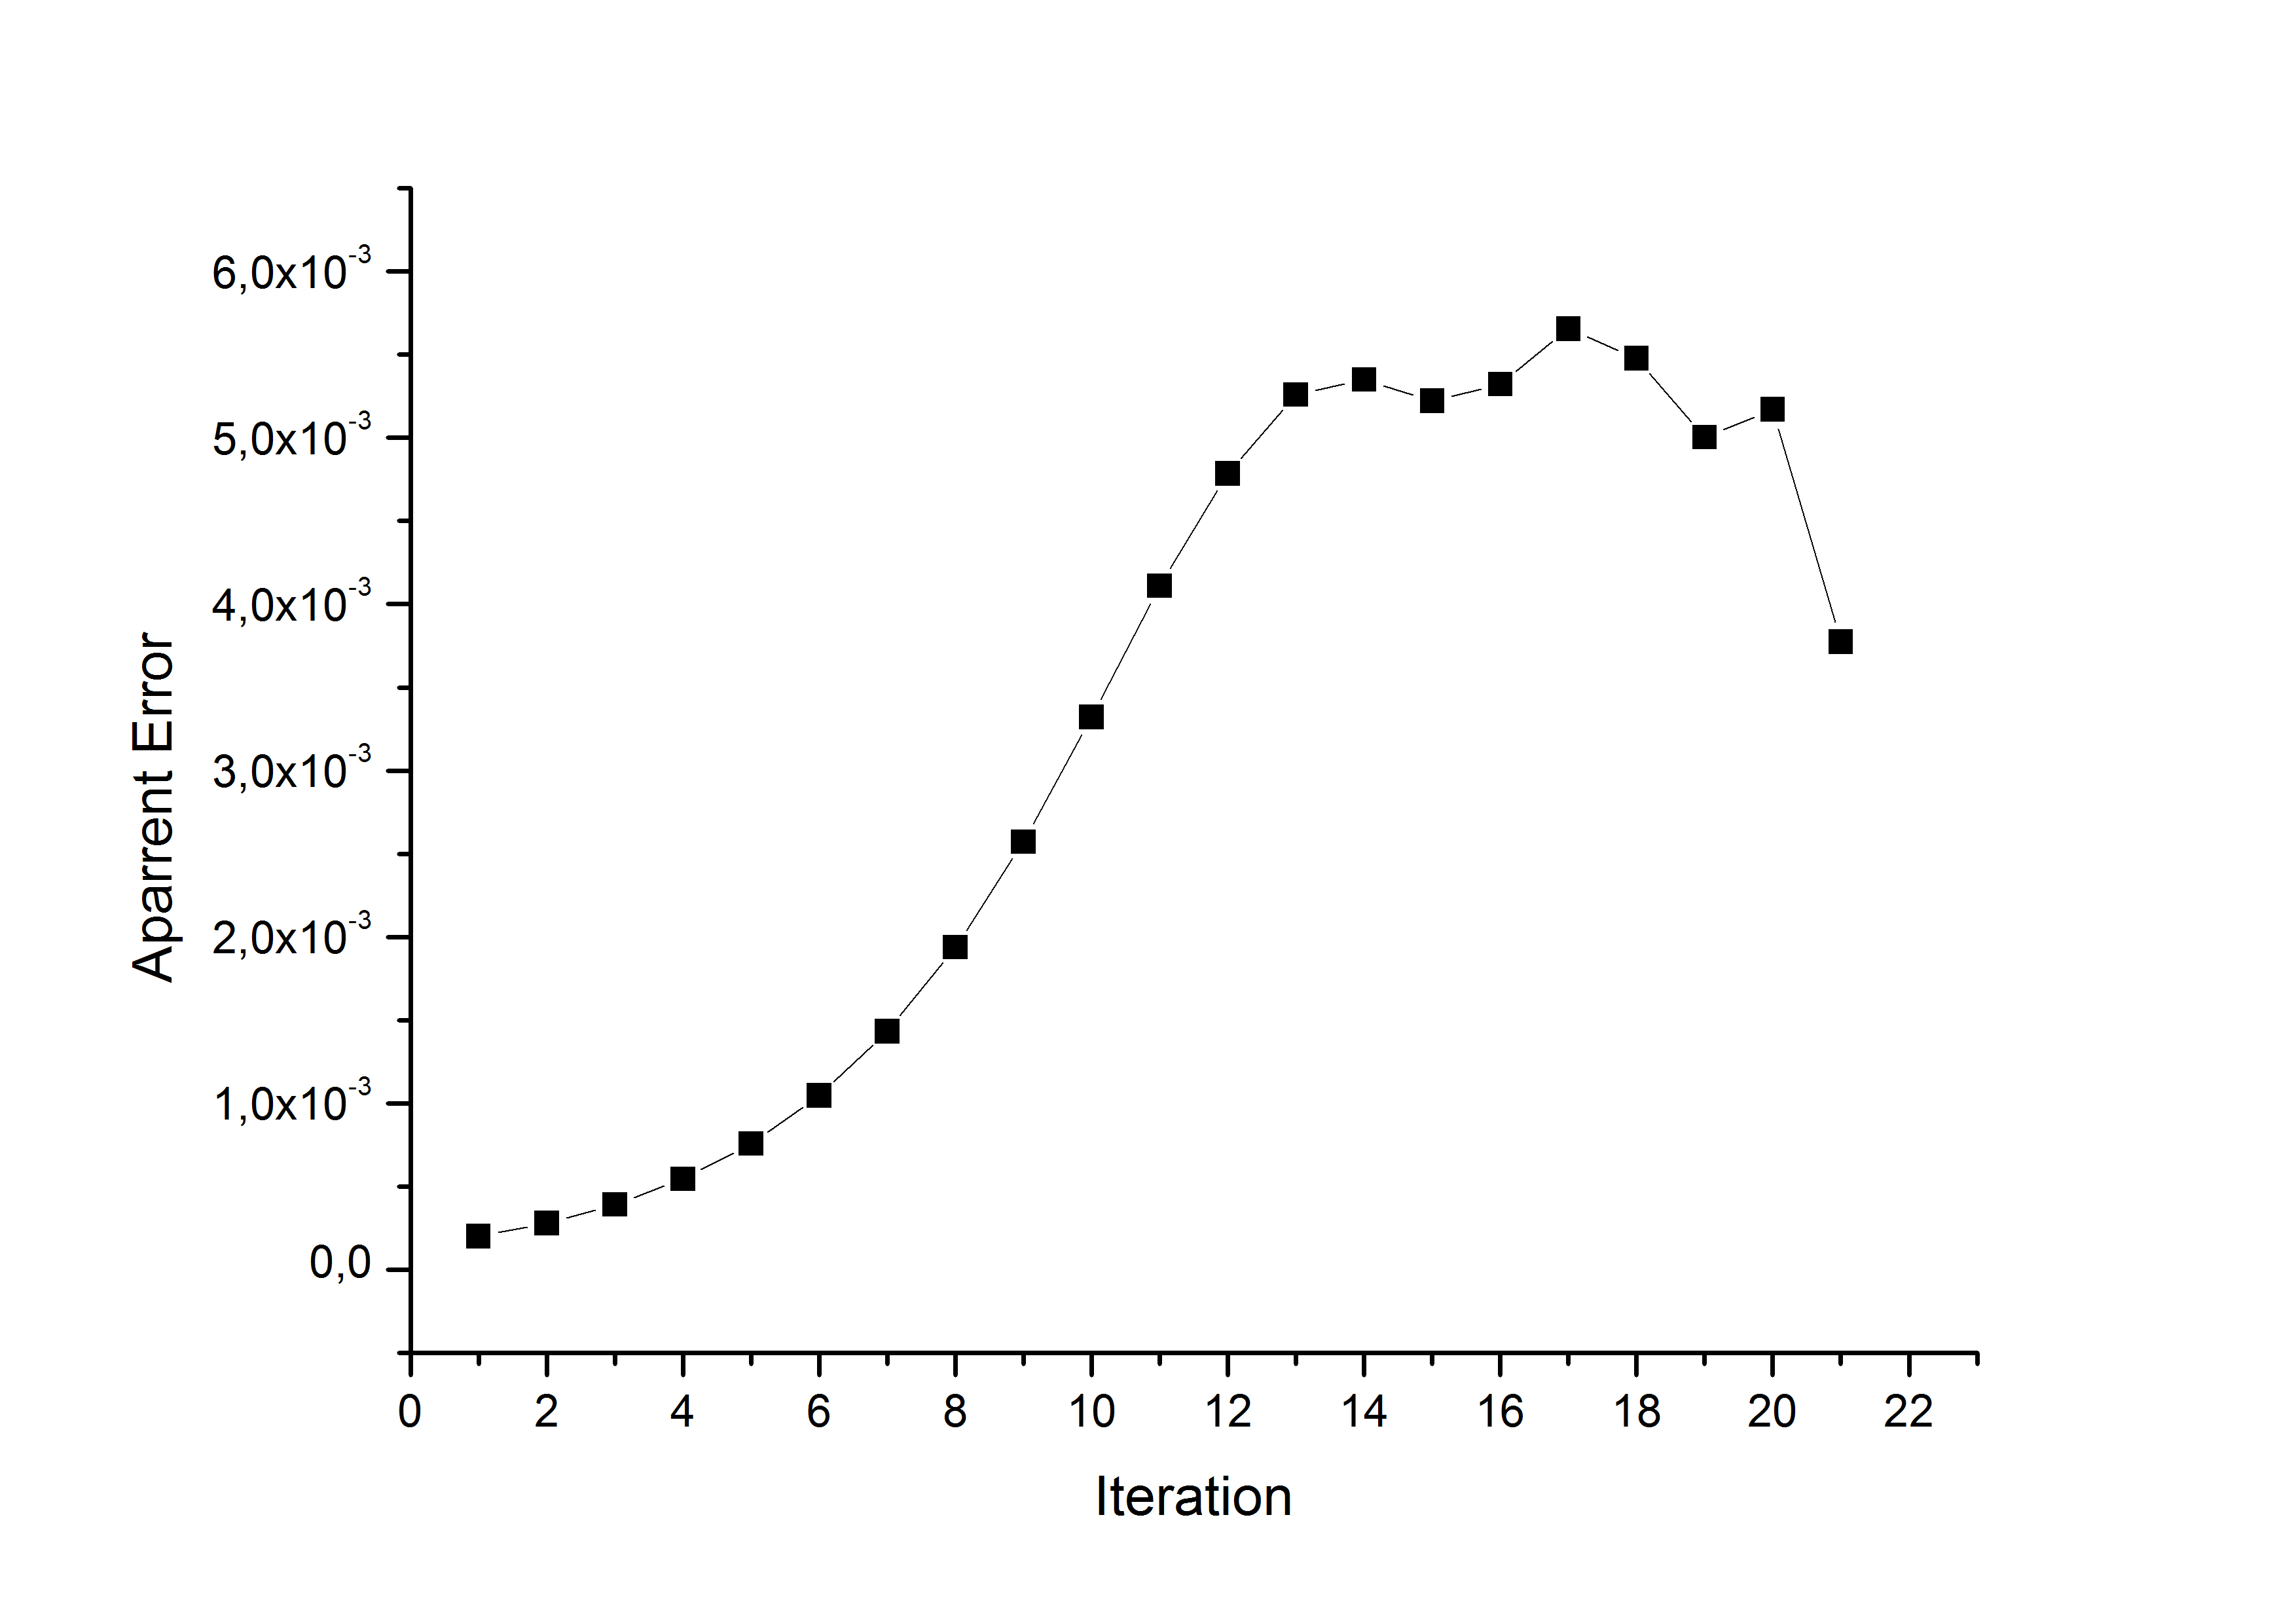 6,0x10⁻³
5,0x10⁻³
4,0x10⁻³
3,0x10⁻³
2,0x10⁻³
1,0x10⁻³
0,0
Aparrent Error
0 2 4 6 8 10 12 14 16 18 20 22
Iteration